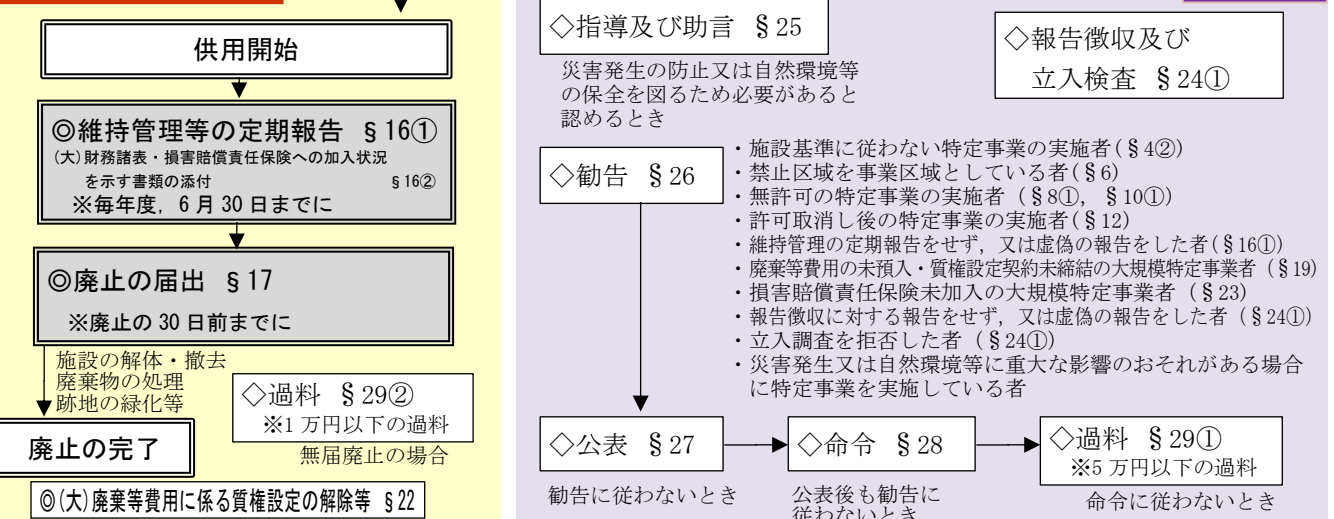 供用開始
◎維持管理等の定期報告 §16①
(大)財務諸表・損害賠償責任保険への加入状況
を示す書類の添付 §16②
※毎年度，6月30日までに
◎廃止の届出 §17
※廃止の30日前までに
施設の解体・撤去
廃棄物の処理
跡地の緑化等
◇過料 §29②
※1万円以下の過料
無届廃止の場合
廃止の完了
◎(大)廃棄等費用に係る質権設定の解除等 §22
◇指導及び助言 §25
災害発生の防止又は自然環境等
の保全を図るため必要があると
認めるとき
◇報告徴収及び
立入検査 §24①
◇勧告 §26
・施設基準に従わない特定事業の実施者(§4②)
・禁止区域を事業区域としている者(§6)
・無許可の特定事業の実施者（§8①，§10①）
・許可取消し後の特定事業の実施者(§12)
・維持管理の定期報告をせず，又は虚偽の報告をした者(§16①)
・廃棄等費用の未預入・質権設定契約未締結の大規模特定事業者（§19）
・損害賠償責任保険未加入の大規模特定事業者（§23）
・報告徴収に対する報告をせず，又は虚偽の報告をした者（§24①）
・立入調査を拒否した者（§24①）
・災害発生又は自然環境等に重大な影響のおそれがある場合
に特定事業を実施している者
◇公表 §27
勧告に従わないとき
◇命令 §28
公表後も勧告に
従わないとき
◇過料 §29①
※5万円以下の過料
命令に従わないとき